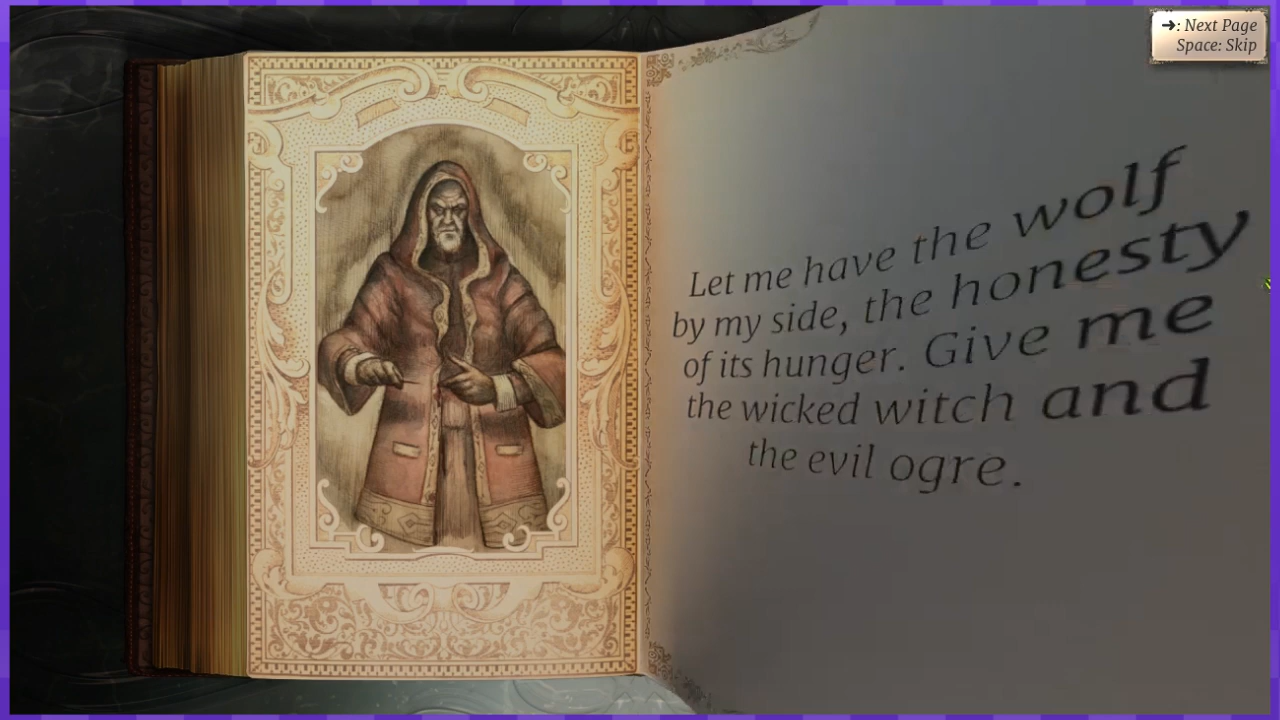 ➔: Next Page
Space: Skip
Let me have the wolf
by my side, the honesty
of its hunger. Give me
the wicked witch and
the evil ogre.